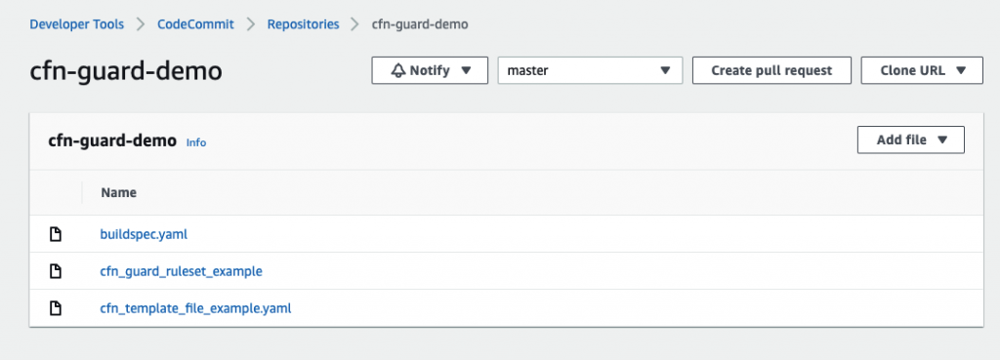 Developer Tools > CodeCommit > Repositories > cfn-guard-demo
cfn-guard-demo Notify master Create pull request Clone URL
cfn-guard-demo Info Add file
Name
buildspec.yaml
cfn_guard_ruleset_example
cfn_template_file_example.yaml